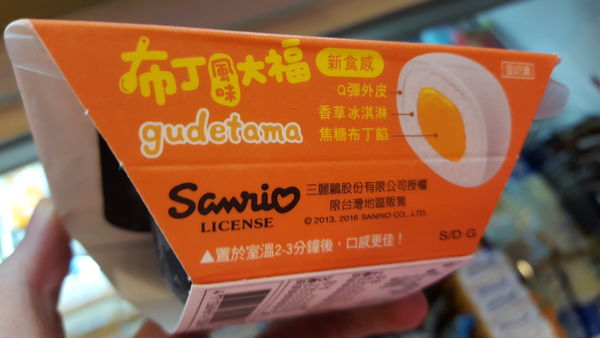 布丁風味大福
新食感
Q彈外皮
香草冰淇淋
焦糖布丁餡
gudetama
Sanrio
LICENSE
三麗鷗股份有限公司授權
限台灣地區販售
© 2013, 2016 SANRIO CO., LTD.
S/D·G
▲置於室溫2-3分鐘後，口感更佳！